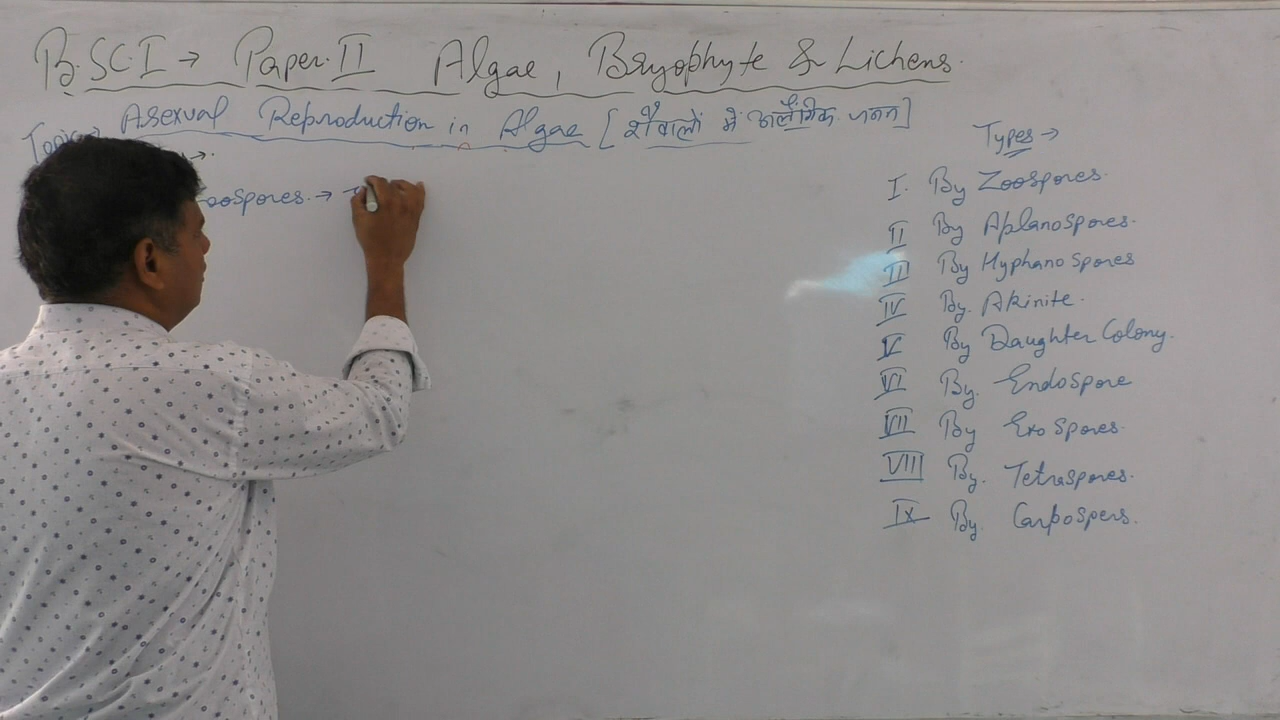 B.SC.I → Paper.II Algae, Bryophyte & Lichens.
Topic → Asexual Reproduction in Algae [शैवालों में अलैंगिक जनन]
Zoospores. →
Types →
I. By Zoospores.
II By Aplanospores.
III By Hyphanospores
IV By. Akinite.
V By Daughter Colony.
VI By. Endospore
VII By Exospores.
VIII By. Tetraspores.
IX By. Carpospers.